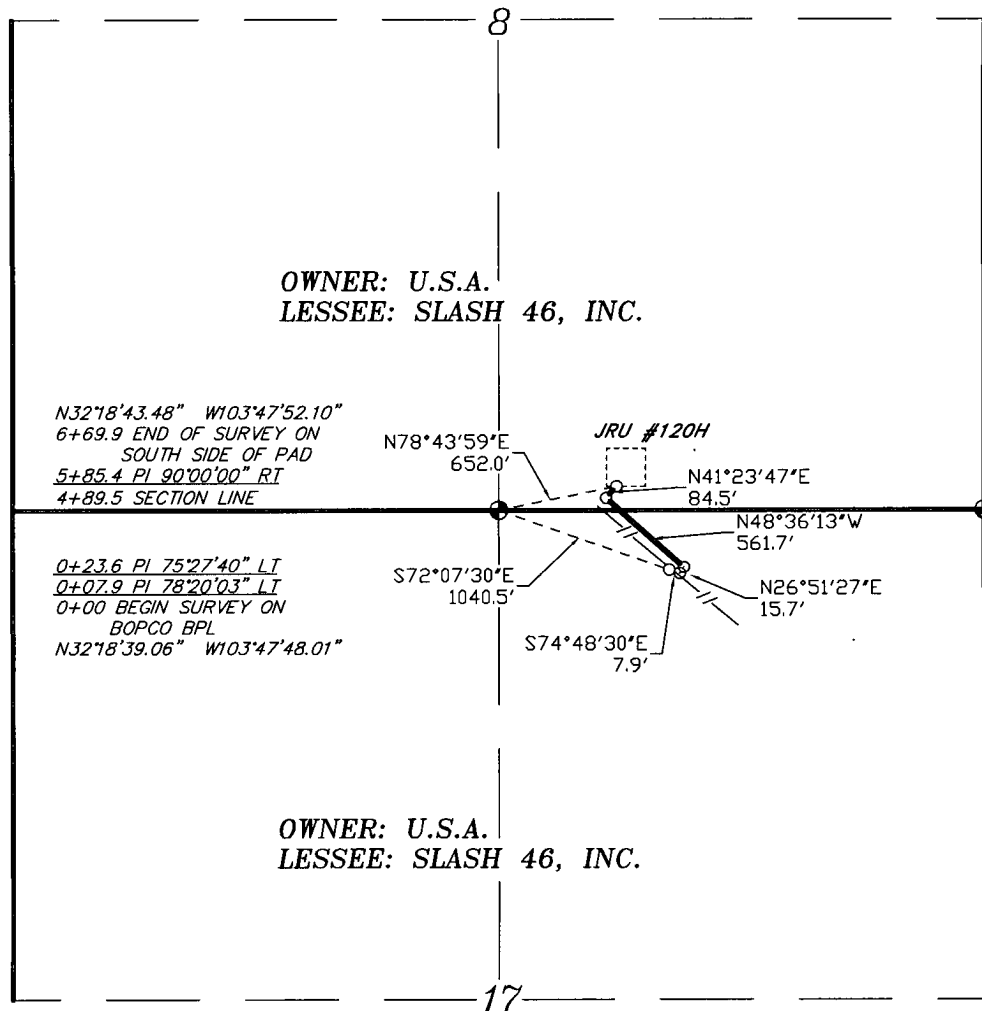 8
OWNER: U.S.A.
LESSEE: SLASH 46, INC.
N32°18'43.48" W103°47'52.10"
6+69.9 END OF SURVEY ON
SOUTH SIDE OF PAD
5+85.4 PI 90°00'00" RT
4+89.5 SECTION LINE
N78°43'59"E
652.0'
JRU #120H
N41°23'47"E
84.5'
N48°36'13"W
561.7'
0+23.6 PI 75°27'40" LT
0+07.9 PI 78°20'03" LT
0+00 BEGIN SURVEY ON
BOPCO BPL
N32°18'39.06" W103°47'48.01"
S72°07'30"E
1040.5'
N26°51'27"E
15.7'
S74°48'30"E
7.9'
OWNER: U.S.A.
LESSEE: SLASH 46, INC.
17